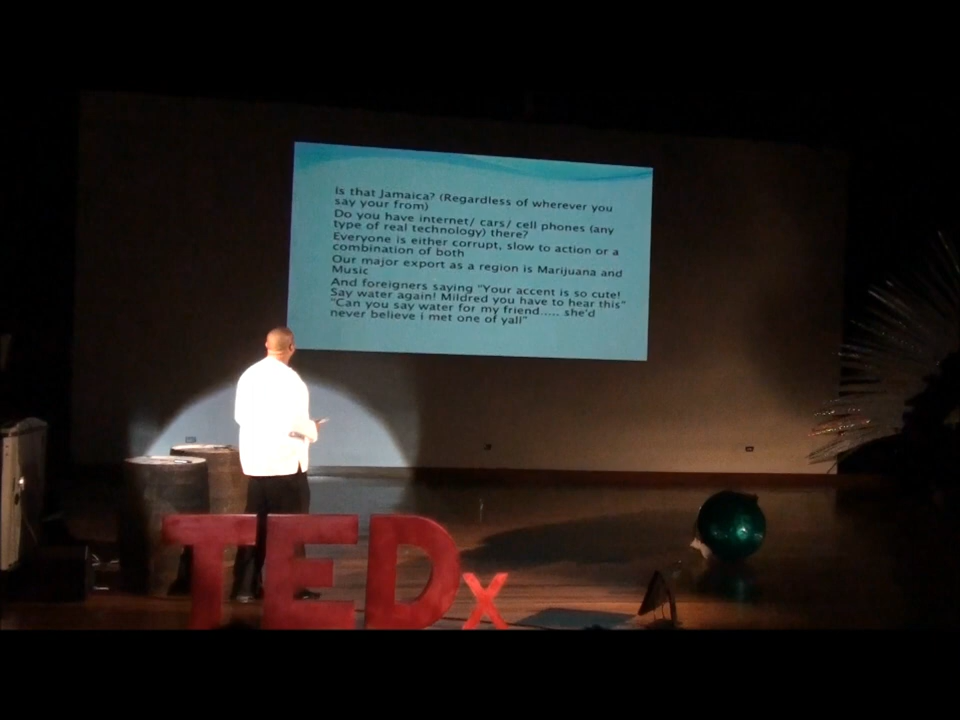 Is that Jamaica? (Regardless of wherever you
say your from)
Do you have internet/ cars/ cell phones (any
type of real technology) there?
Everyone is either corrupt, slow to action or a
combination of both
Our major export as a region is Marijuana and
Music
And foreigners saying "Your accent is so cute!
Say water again! Mildred you have to hear this"
"Can you say water for my friend..... she'd
never believe i met one of yall"
TEDx